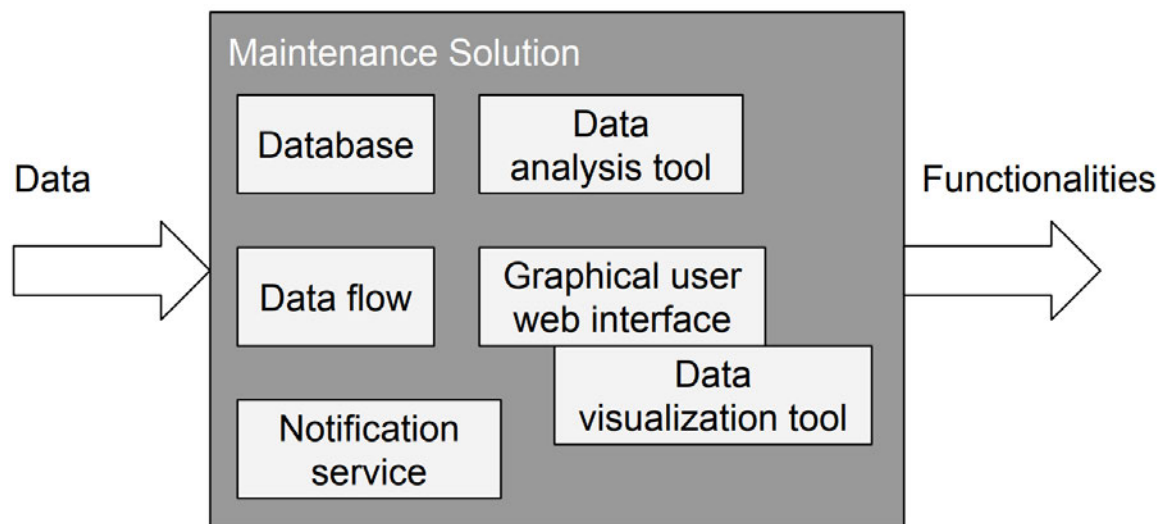 Maintenance Solution
Database
Data
analysis tool
Data
Functionalities
Data flow
Graphical user
web interface
Data
visualization tool
Notification
service